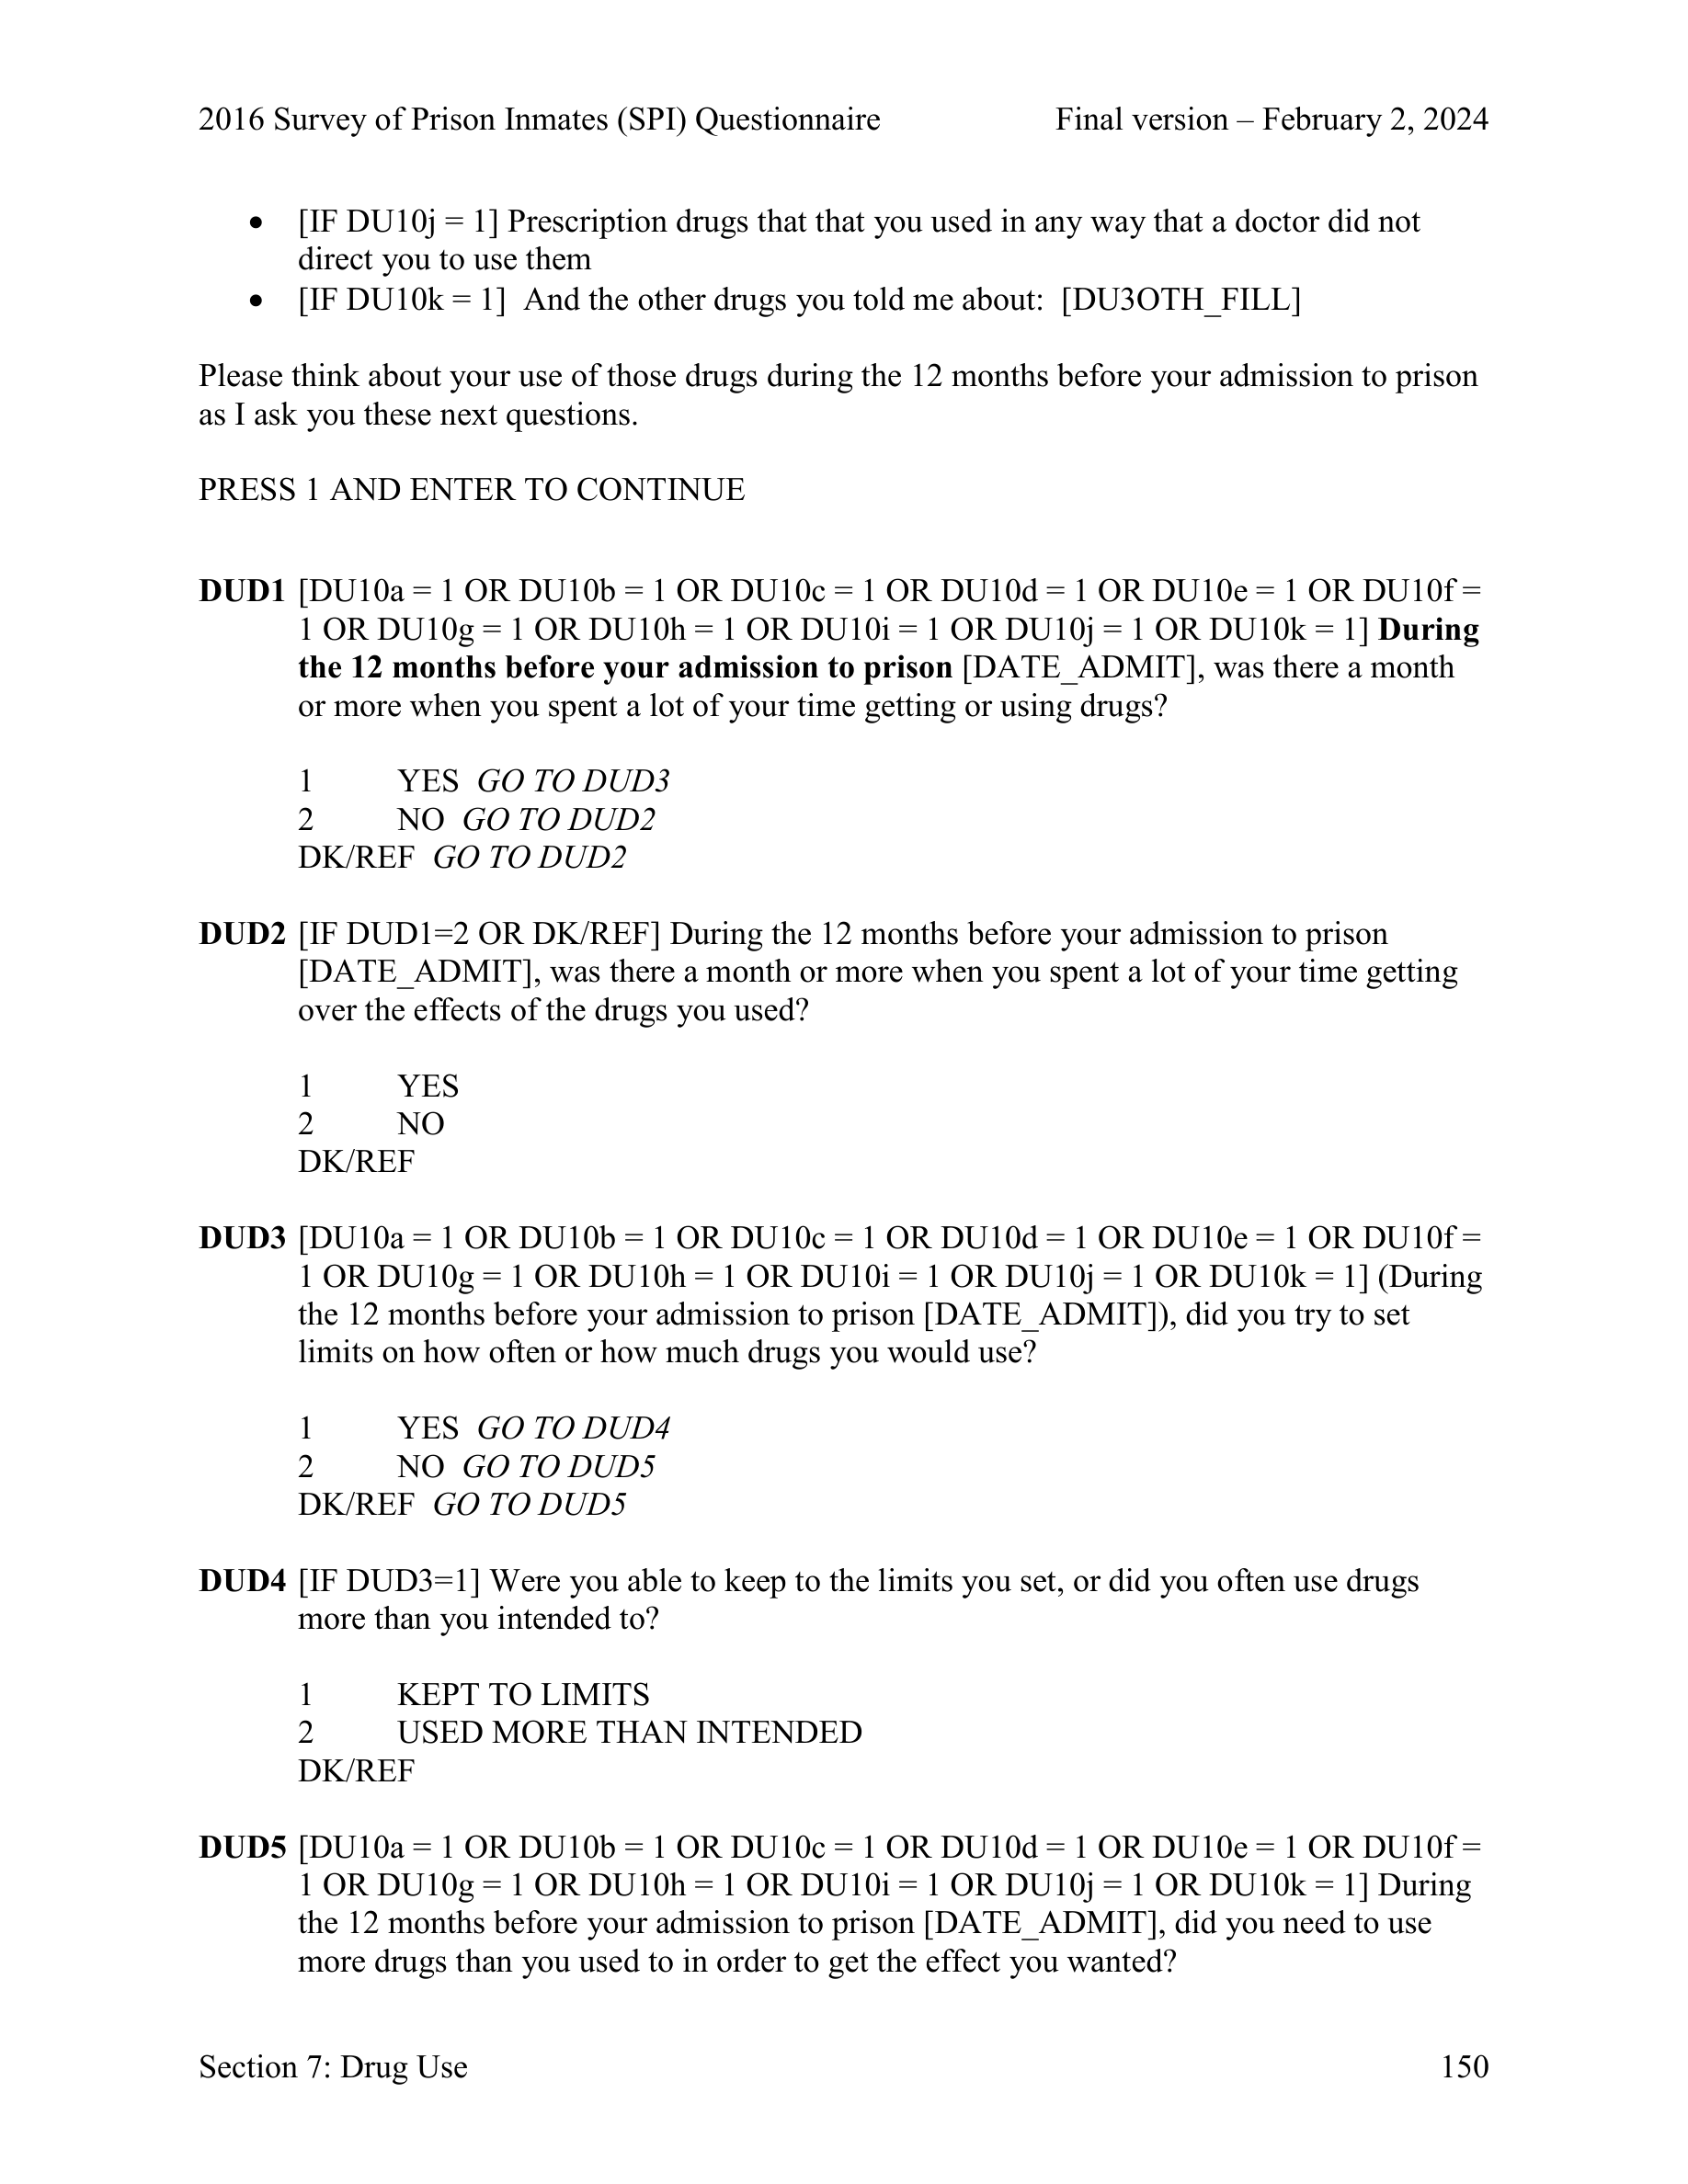 2016 Survey of Prison Inmates (SPI) Questionnaire Final version – February 2, 2024
• [IF DU10j = 1] Prescription drugs that that you used in any way that a doctor did not
direct you to use them
• [IF DU10k = 1] And the other drugs you told me about: [DU3OTH_FILL]
Please think about your use of those drugs during the 12 months before your admission to prison
as I ask you these next questions.
PRESS 1 AND ENTER TO CONTINUE
DUD1 [DU10a = 1 OR DU10b = 1 OR DU10c = 1 OR DU10d = 1 OR DU10e = 1 OR DU10f =
1 OR DU10g = 1 OR DU10h = 1 OR DU10i = 1 OR DU10j = 1 OR DU10k = 1] During
the 12 months before your admission to prison [DATE_ADMIT], was there a month
or more when you spent a lot of your time getting or using drugs?
1 YES GO TO DUD3
2 NO GO TO DUD2
DK/REF GO TO DUD2
DUD2 [IF DUD1=2 OR DK/REF] During the 12 months before your admission to prison
[DATE_ADMIT], was there a month or more when you spent a lot of your time getting
over the effects of the drugs you used?
1 YES
2 NO
DK/REF
DUD3 [DU10a = 1 OR DU10b = 1 OR DU10c = 1 OR DU10d = 1 OR DU10e = 1 OR DU10f =
1 OR DU10g = 1 OR DU10h = 1 OR DU10i = 1 OR DU10j = 1 OR DU10k = 1] (During
the 12 months before your admission to prison [DATE_ADMIT]), did you try to set
limits on how often or how much drugs you would use?
1 YES GO TO DUD4
2 NO GO TO DUD5
DK/REF GO TO DUD5
DUD4 [IF DUD3=1] Were you able to keep to the limits you set, or did you often use drugs
more than you intended to?
1 KEPT TO LIMITS
2 USED MORE THAN INTENDED
DK/REF
DUD5 [DU10a = 1 OR DU10b = 1 OR DU10c = 1 OR DU10d = 1 OR DU10e = 1 OR DU10f =
1 OR DU10g = 1 OR DU10h = 1 OR DU10i = 1 OR DU10j = 1 OR DU10k = 1] During
the 12 months before your admission to prison [DATE_ADMIT], did you need to use
more drugs than you used to in order to get the effect you wanted?
Section 7: Drug Use 150